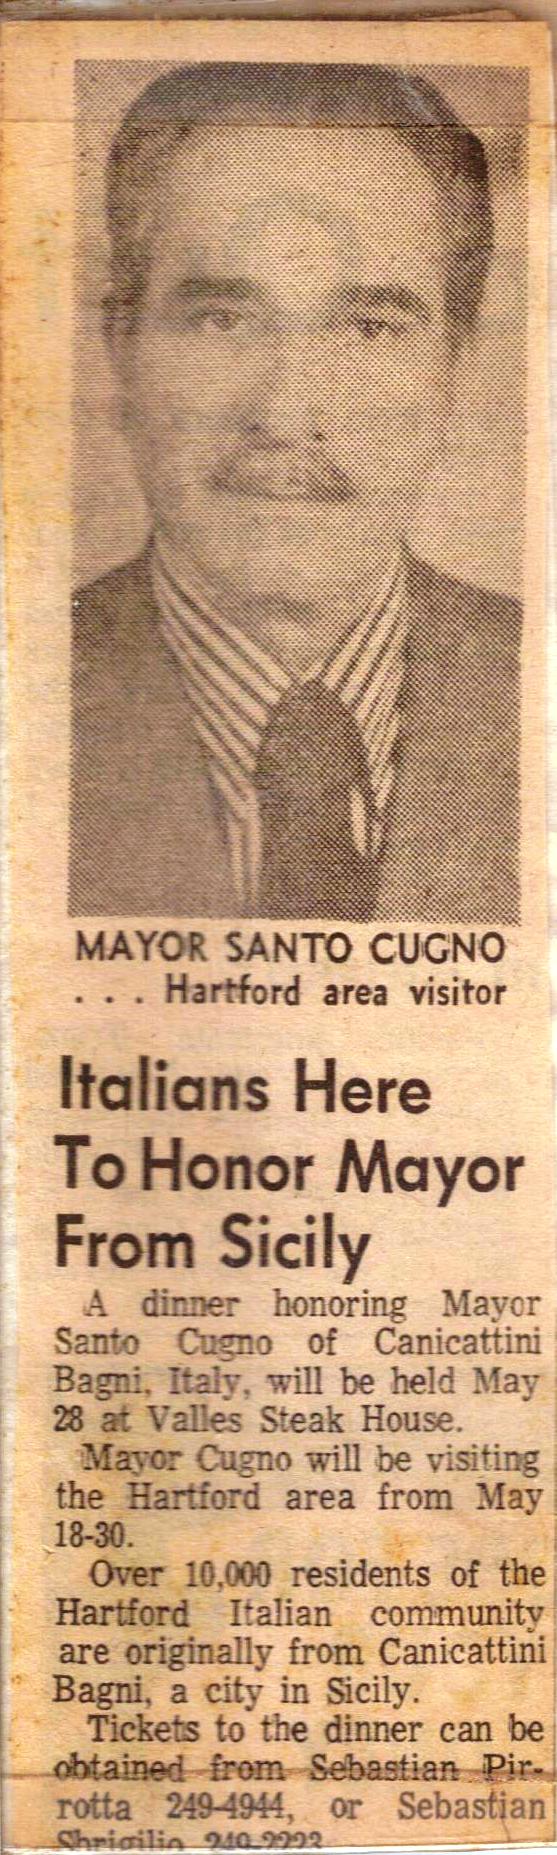 MAYOR SANTO CUGNO
. . . Hartford area visitor
Italians Here
To Honor Mayor
From Sicily
A dinner honoring Mayor
Santo Cugno of Canicattini
Bagni, Italy, will be held May
28 at Valles Steak House.
Mayor Cugno will be visiting
the Hartford area from May
18-30.
Over 10,000 residents of the
Hartford Italian community
are originally from Canicattini
Bagni, a city in Sicily.
Tickets to the dinner can be
obtained from Sebastian Pir-
rotta 249-4944, or Sebastian